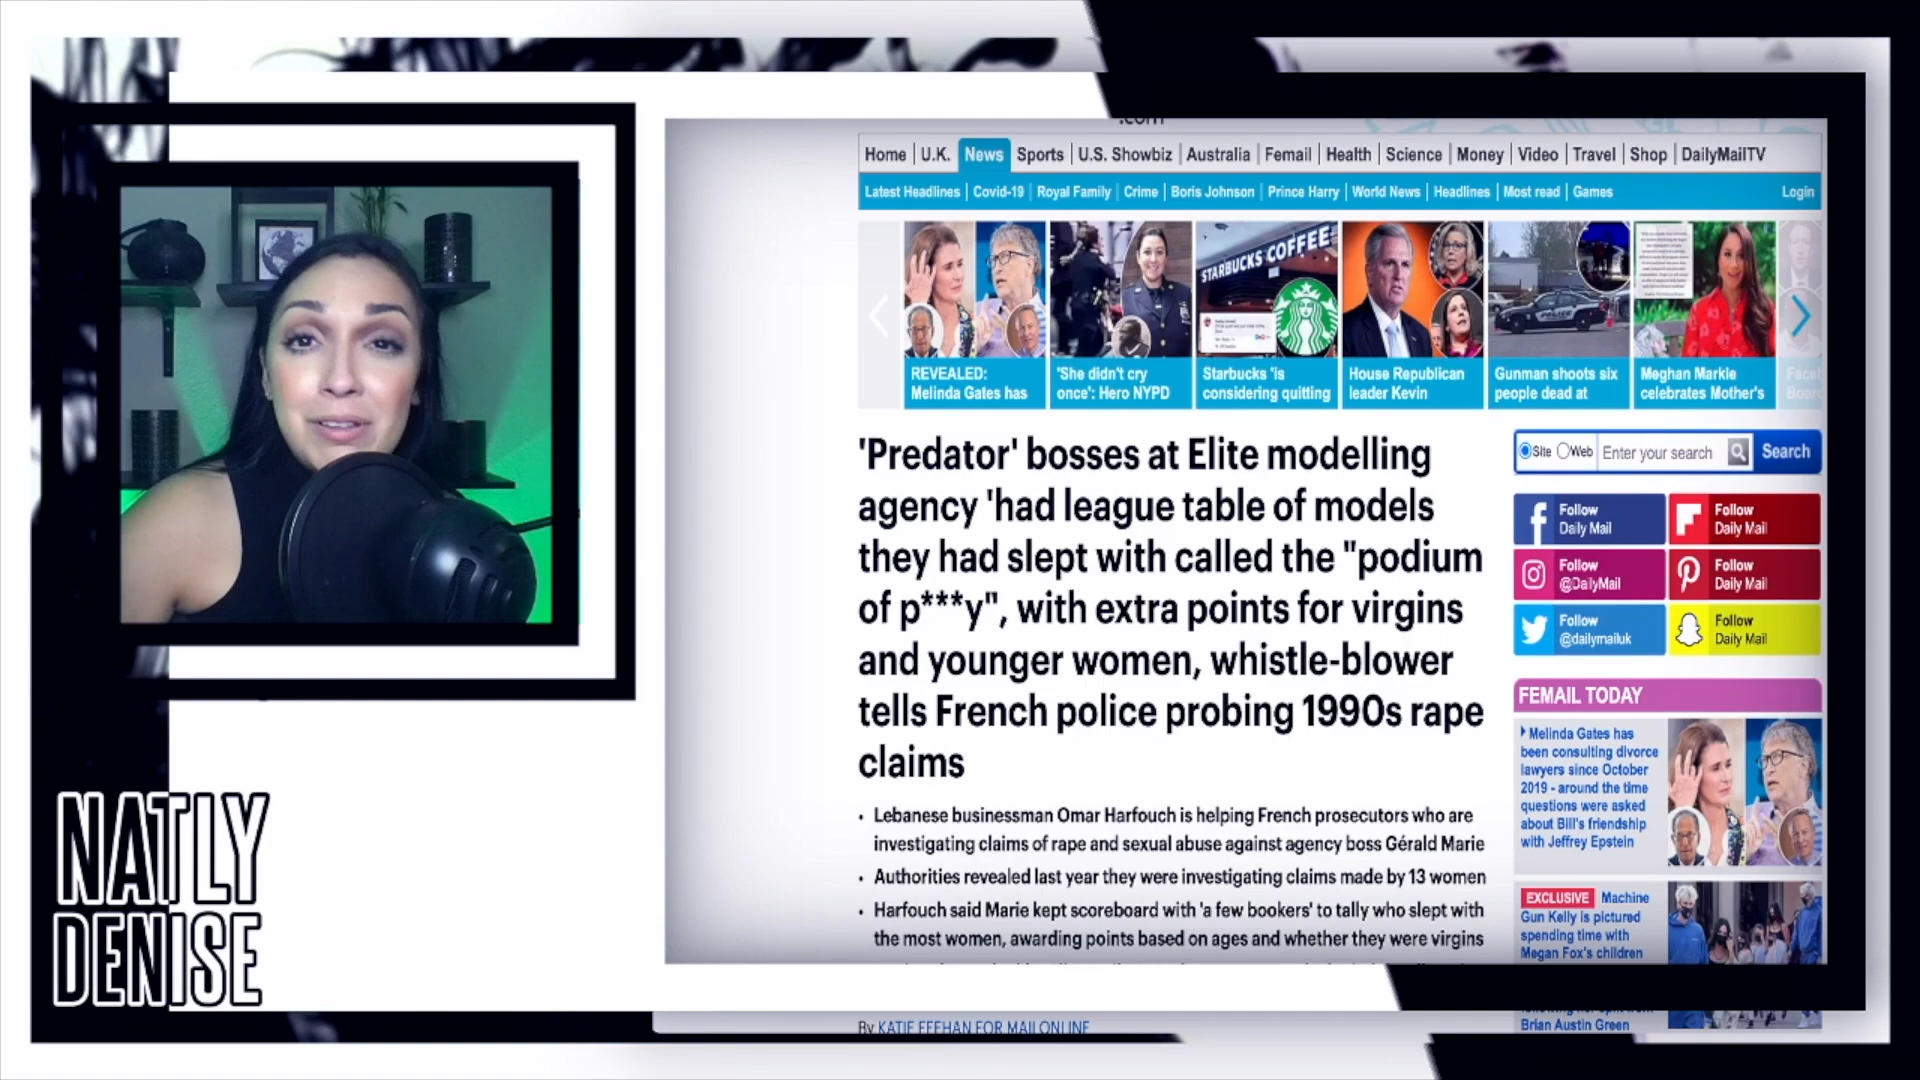 .com
Home U.K. News Sports U.S. Showbiz Australia Femail Health Science Money Video Travel Shop DailyMailTV
Latest Headlines Covid-19 Royal Family Crime Boris Johnson Prince Harry World News Headlines Most read Games Login
STARBUCKS COFFEE
POLICE
REVEALED:
Melinda Gates has
'She didn't cry
once': Hero NYPD
Starbucks 'is
considering quitting
House Republican
leader Kevin
Gunman shoots six
people dead at
Meghan Markle
celebrates Mother's
'Predator' bosses at Elite modelling
agency 'had league table of models
they had slept with called the "podium
of p***y", with extra points for virgins
and younger women, whistle-blower
tells French police probing 1990s rape
claims
• Lebanese businessman Omar Harfouch is helping French prosecutors who are
investigating claims of rape and sexual abuse against agency boss Gérald Marie
• Authorities revealed last year they were investigating claims made by 13 women
• Harfouch said Marie kept scoreboard with 'a few bookers' to tally who slept with
the most women, awarding points based on ages and whether they were virgins
By KATIE FEEHAN FOR MAILONLINE
Site Web Enter your search Search
Follow
Daily Mail
Follow
Daily Mail
Follow
@DailyMail
Follow
Daily Mail
Follow
@dailymailuk
Follow
Daily Mail
FEMAIL TODAY
Melinda Gates has
been consulting divorce
lawyers since October
2019 - around the time
questions were asked
about Bill's friendship
with Jeffrey Epstein
EXCLUSIVE Machine
Gun Kelly is pictured
spending time with
Megan Fox's children
Brian Austin Green
NATLY
DENISE